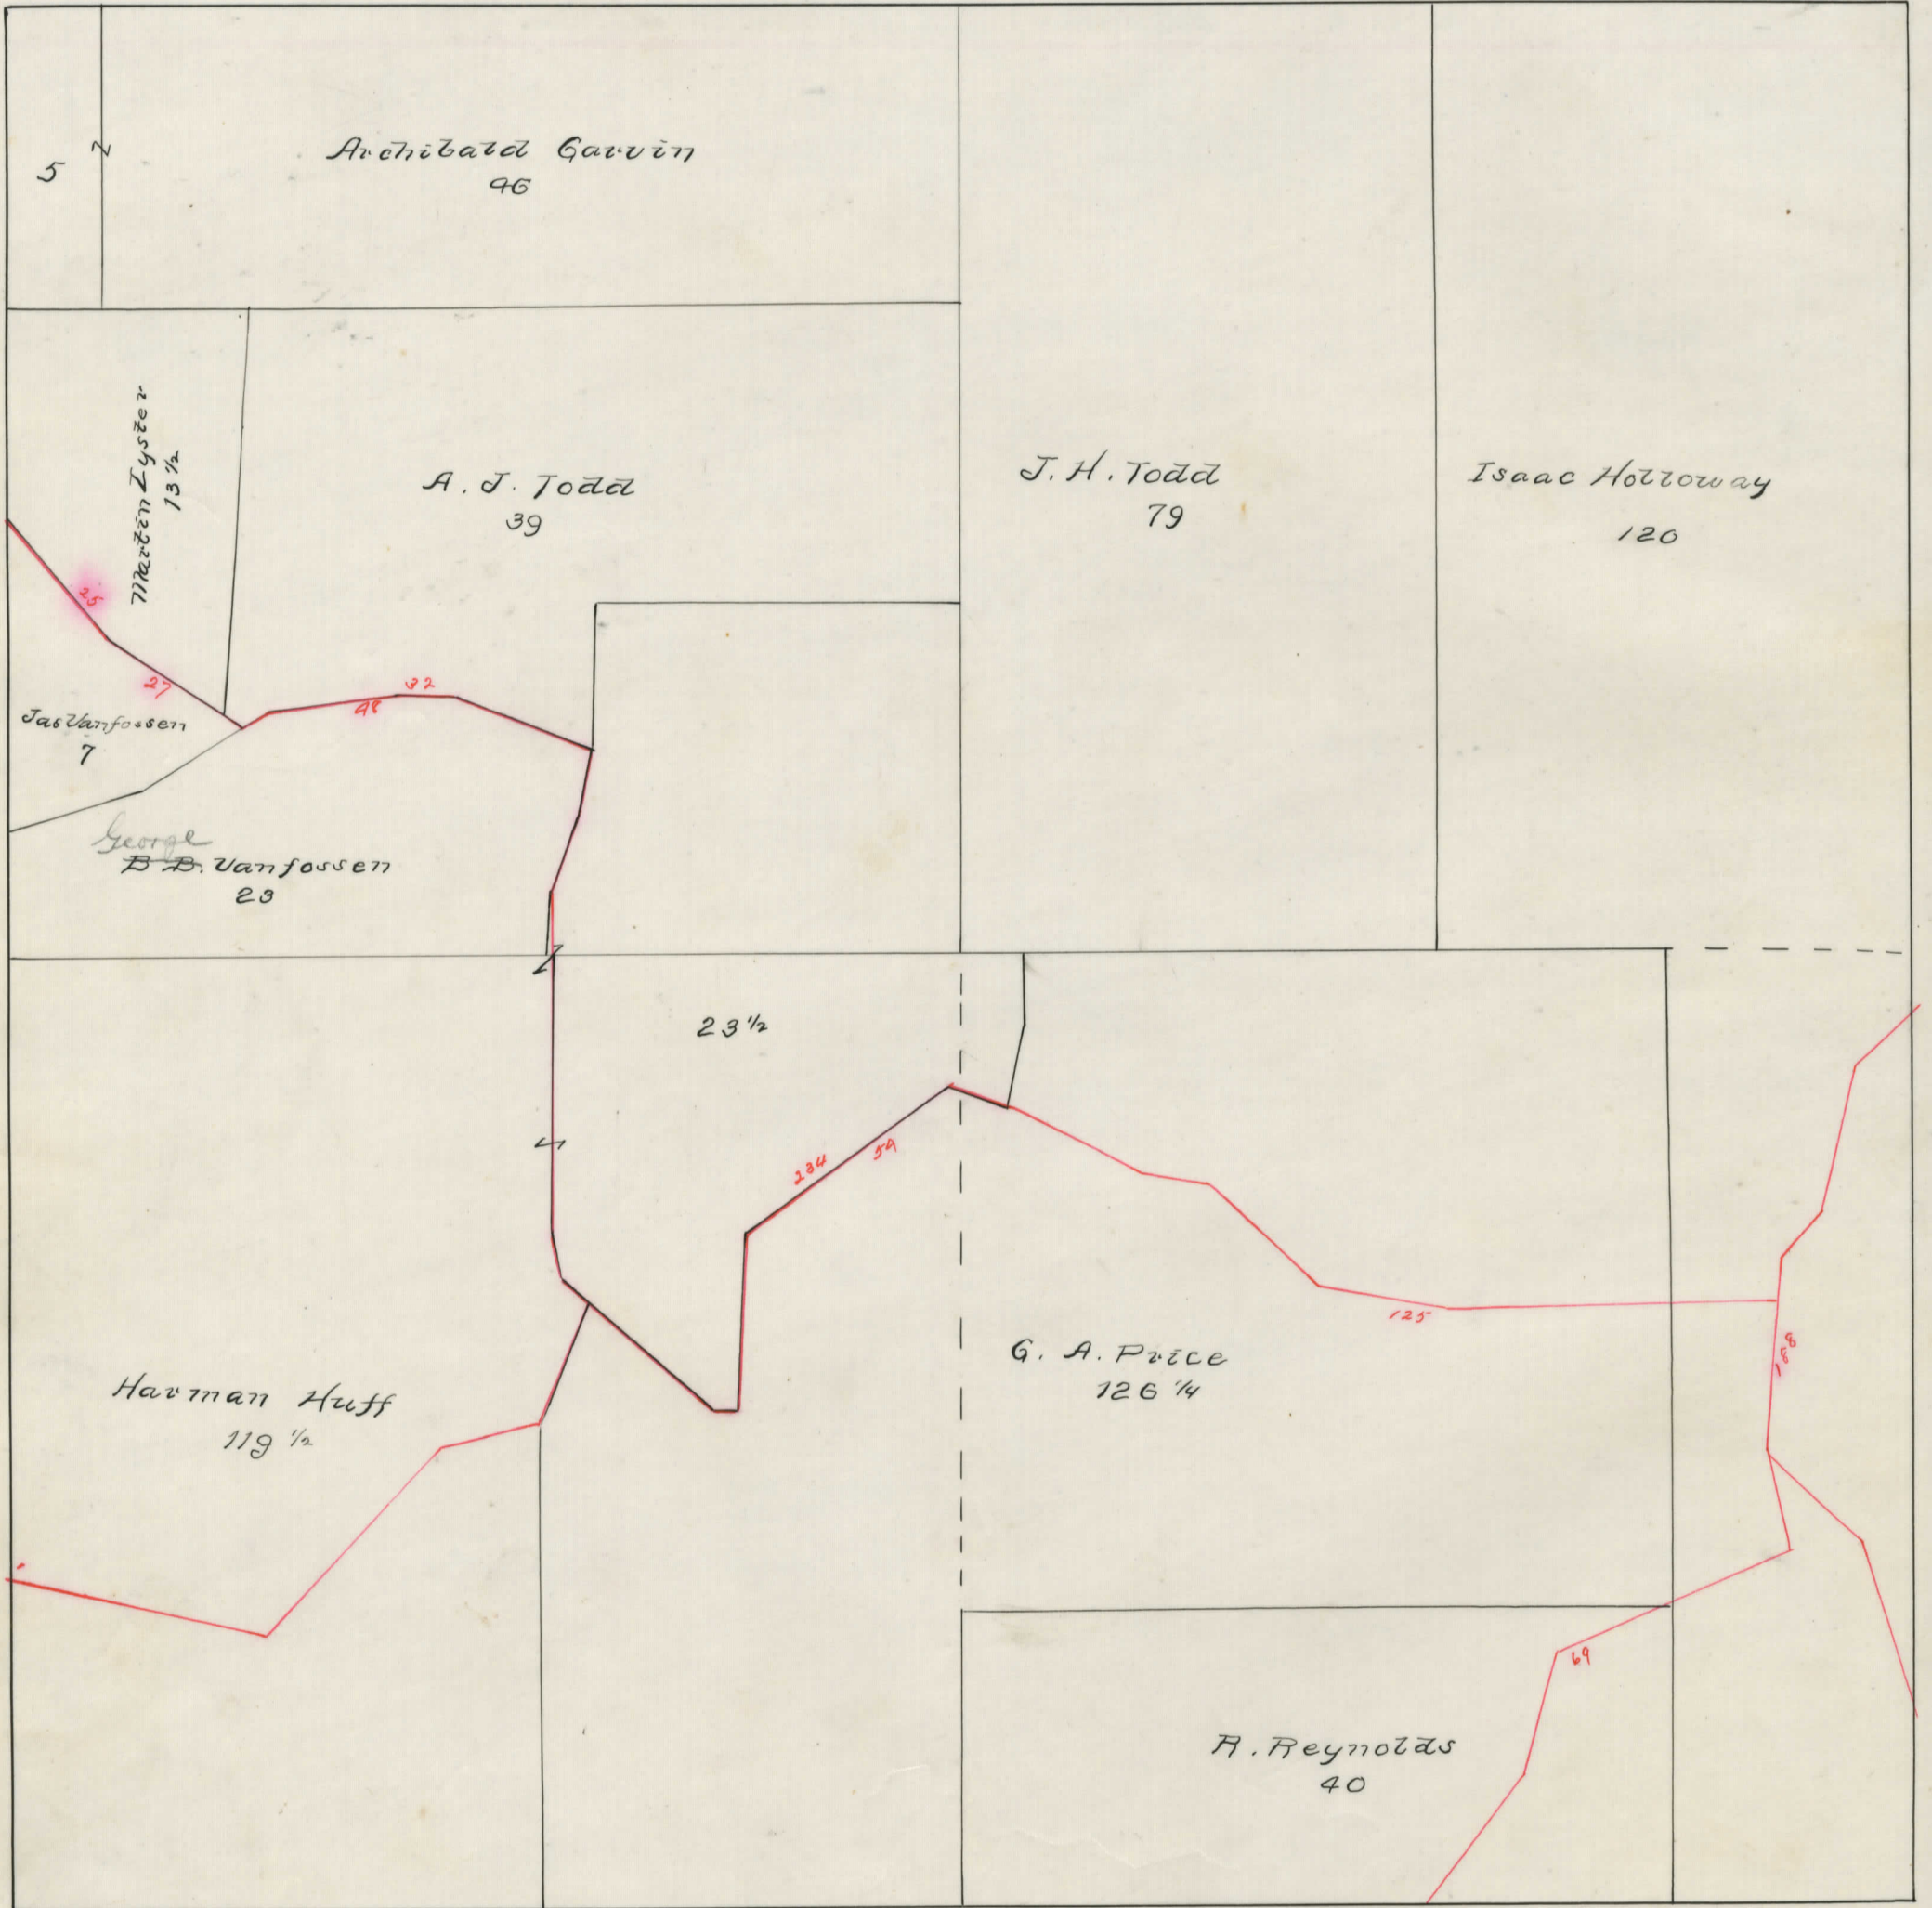 5
Archibald Garvin
46
Martin Lyster
13 1/2
A. J. Todd
39
J. H. Todd
79
Isaac Holloway
120
25
27
32
48
Jas Vanfossen
7
George
B B. Vanfossen
23
23 1/2
234
54
125
188
G. A. Price
126 1/4
Harman Huff
119 1/2
69
R. Reynolds
40